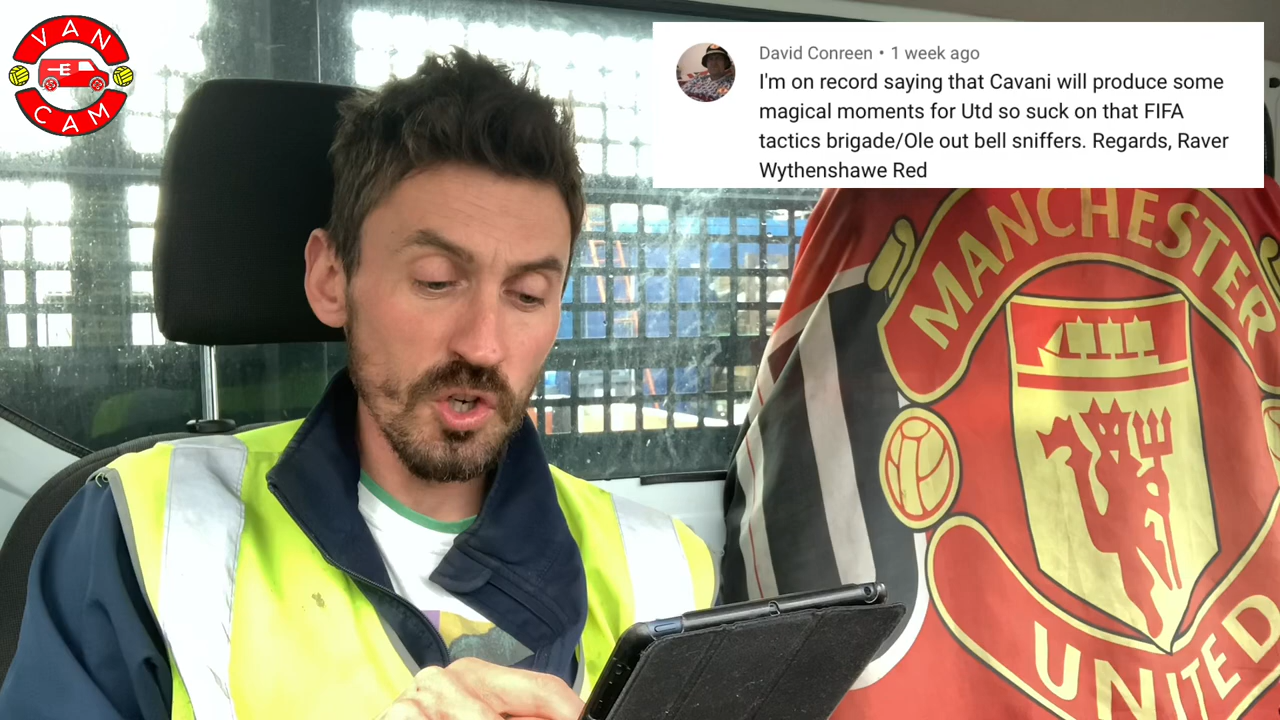 VAN
E
CAM
David Conreen • 1 week ago
I'm on record saying that Cavani will produce some
magical moments for Utd so suck on that FIFA
tactics brigade/Ole out bell sniffers. Regards, Raver
Wythenshawe Red
MANCHESTER
UNITED